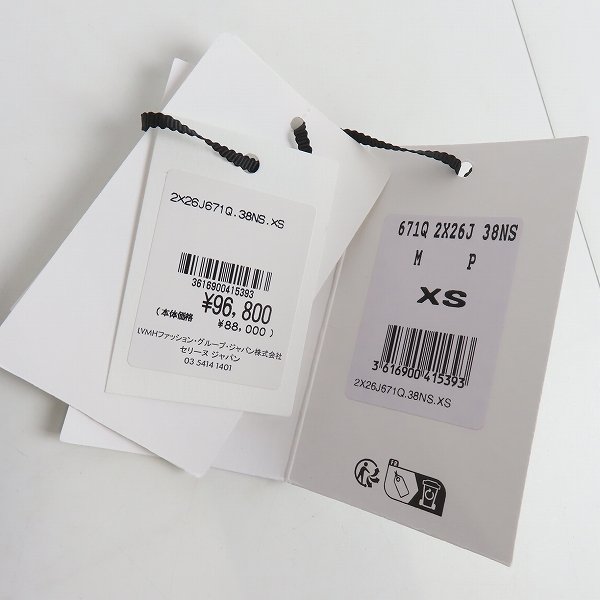 2X26J671Q.38NS.XS
3616900415393
¥96,800
(本体価格 ¥88,000)
LVMHファッション・グループ・ジャパン株式会社
セリーヌ ジャパン
03 5414 1401
671Q 2X26J 38NS
M P
XS
3 616900 415393
2X26J671Q.38NS.XS